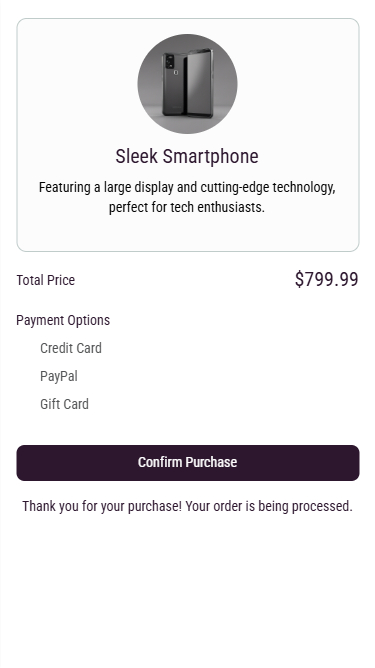 Sleek Smartphone
Featuring a large display and cutting-edge technology,
perfect for tech enthusiasts.
Total Price $799.99
Payment Options
Credit Card
PayPal
Gift Card
Confirm Purchase
Thank you for your purchase! Your order is being processed.